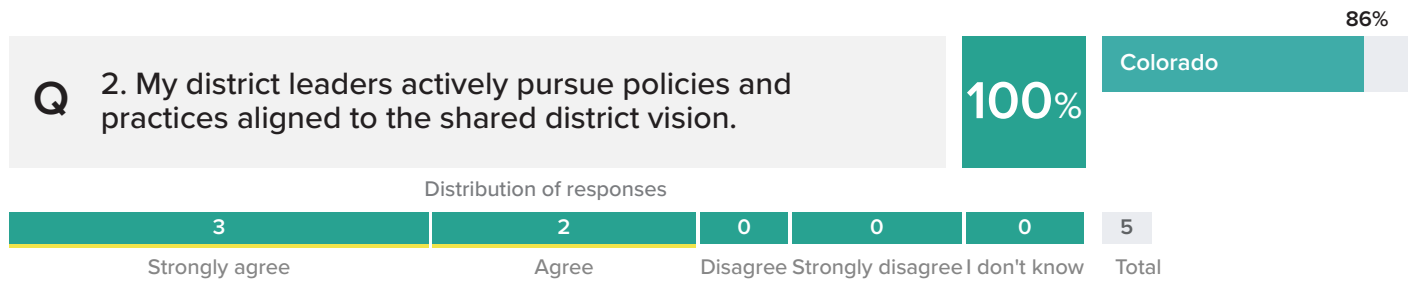 86%
Q
2. My district leaders actively pursue policies and
practices aligned to the shared district vision.
100%
Colorado
Distribution of responses
3 2 0 0 0 5
Strongly agree Agree Disagree Strongly disagree I don't know Total